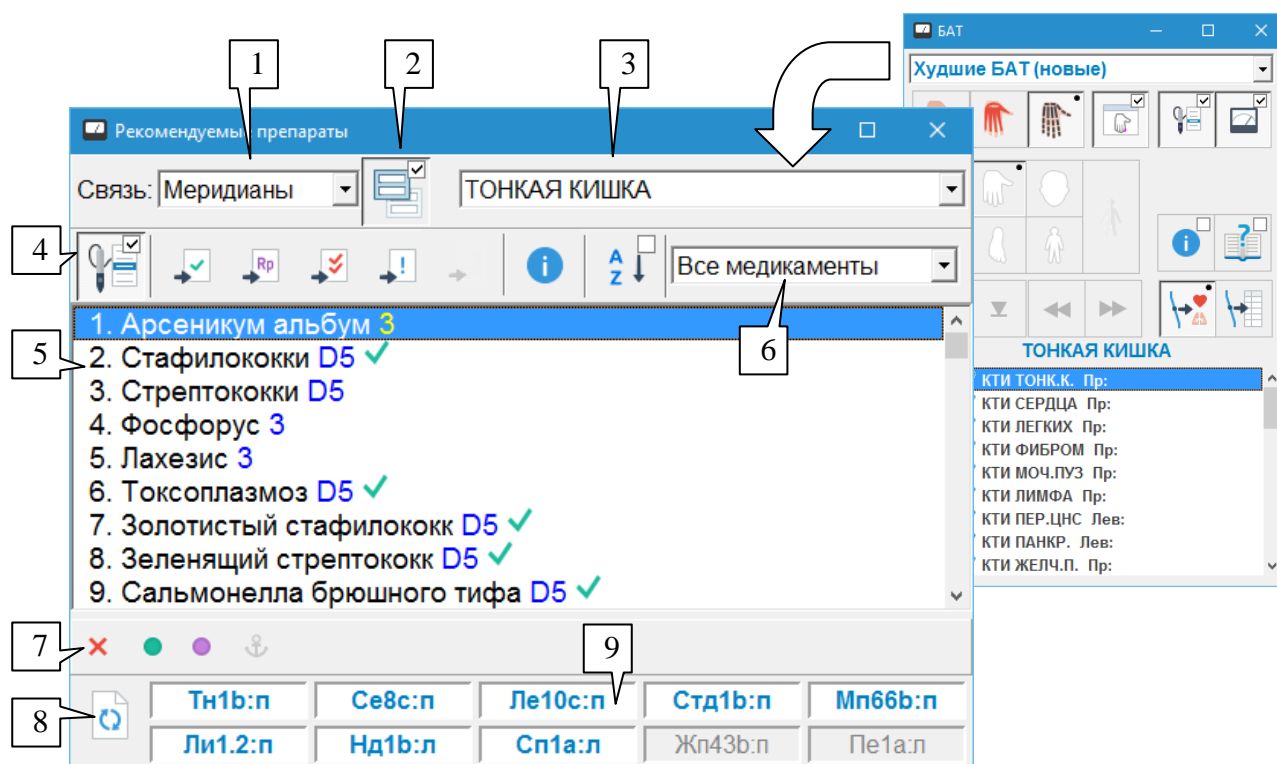 1
2
3
БАТ
Худшие БАТ (новые)
Рекомендуемы препараты
Связь: Меридианы
ТОНКАЯ КИШКА
4
Rp
A
Z
Все медикаменты
5
6
1. Арсеникум альбум 3
2. Стафилококки D5
3. Стрептококки D5
4. Фосфорус 3
5. Лахезис 3
6. Токсоплазмоз D5
7. Золотистый стафилококк D5
8. Зеленящий стрептококк D5
9. Сальмонелла брюшного тифа D5
ТОНКАЯ КИШКА
КТИ ТОНК.К. Пр:
КТИ СЕРДЦА Пр:
КТИ ЛЕГКИХ Пр:
КТИ ФИБРОМ Пр:
КТИ МОЧ.ПУЗ Пр:
КТИ ЛИМФА Пр:
КТИ ПЕР.ЦНС Лев:
КТИ ПАНКР. Лев:
КТИ ЖЕЛЧ.П. Пр:
7
9
8
Тн1b:п Се8c:п Ле10c:п Стд1b:п Мп66b:п
Ли1.2:п Нд1b:л Сп1a:л Жп43b:п Пе1a:л